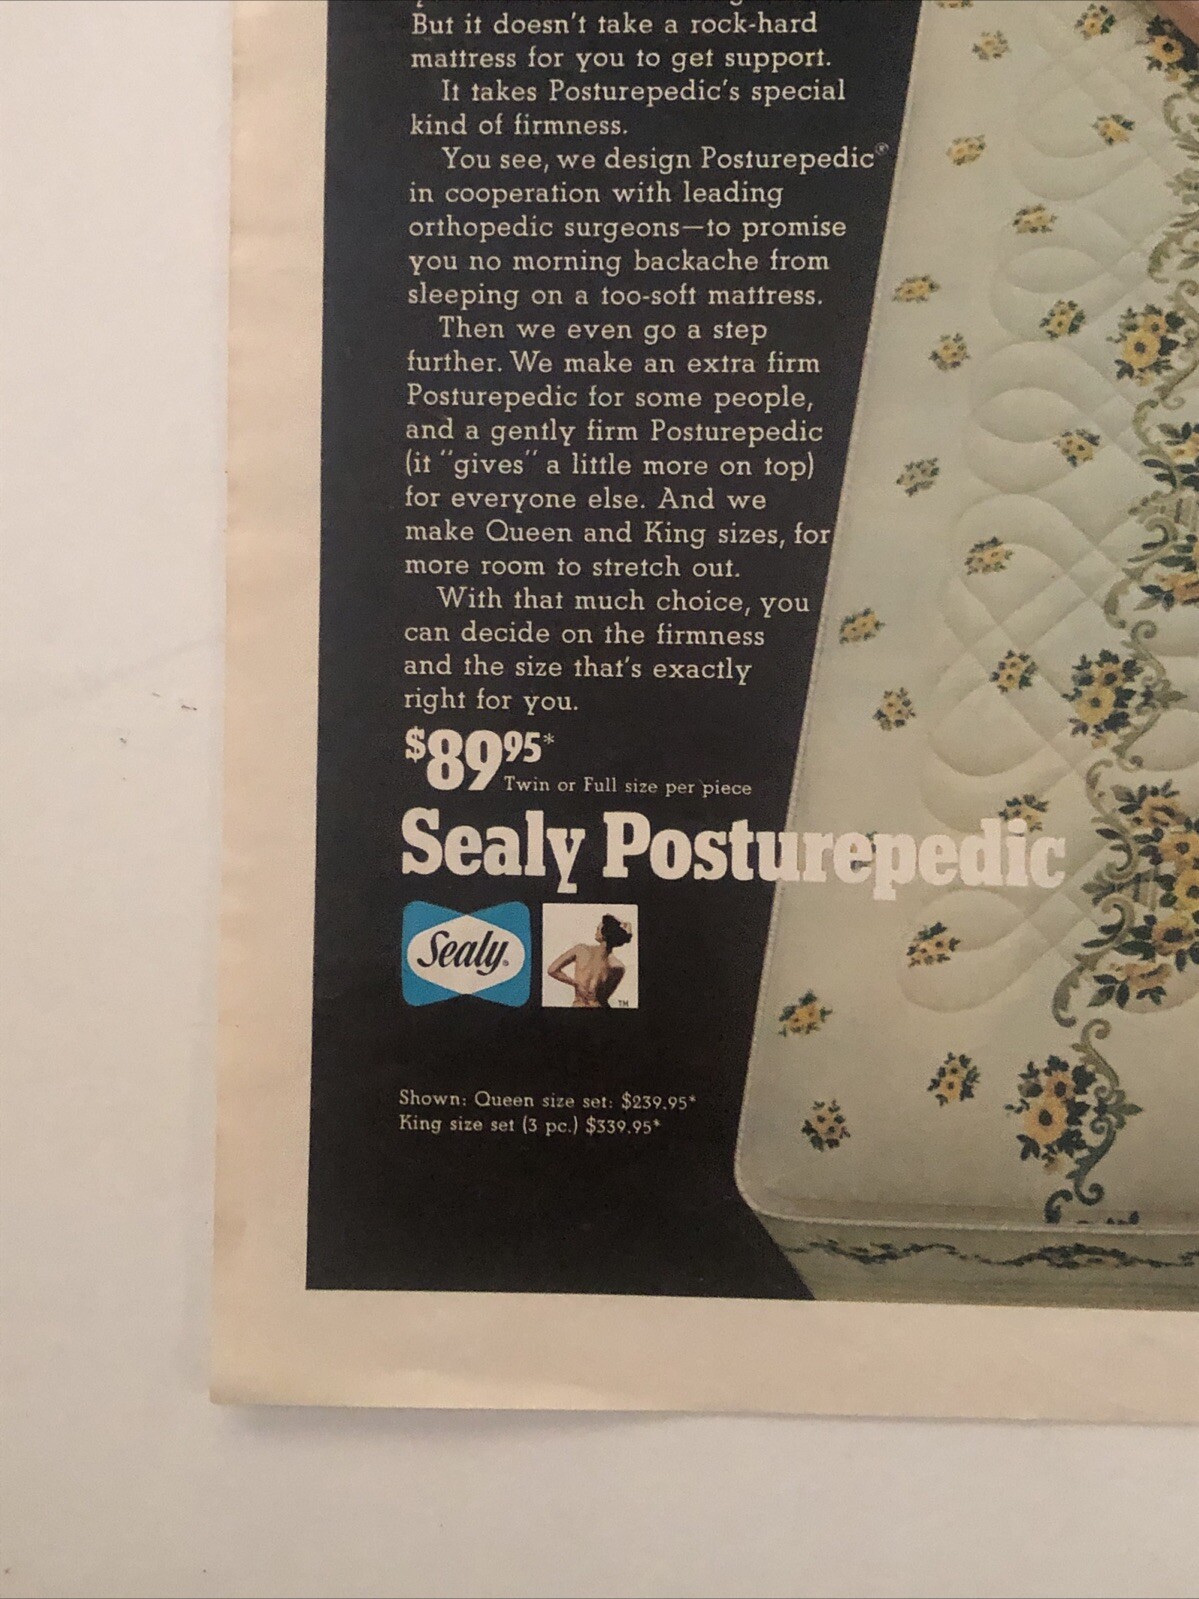 But it doesn't take a rock-hard
mattress for you to get support.
It takes Posturepedic's special
kind of firmness.
You see, we design Posturepedic®
in cooperation with leading
orthopedic surgeons—to promise
you no morning backache from
sleeping on a too-soft mattress.
Then we even go a step
further. We make an extra firm
Posturepedic for some people,
and a gently firm Posturepedic
(it "gives" a little more on top)
for everyone else. And we
make Queen and King sizes, for
more room to stretch out.
With that much choice, you
can decide on the firmness
and the size that's exactly
right for you.
$89 95*
Twin or Full size per piece
Sealy Posturepedic
Sealy®
TM
Shown: Queen size set: $239.95*
King size set (3 pc.) $339.95*